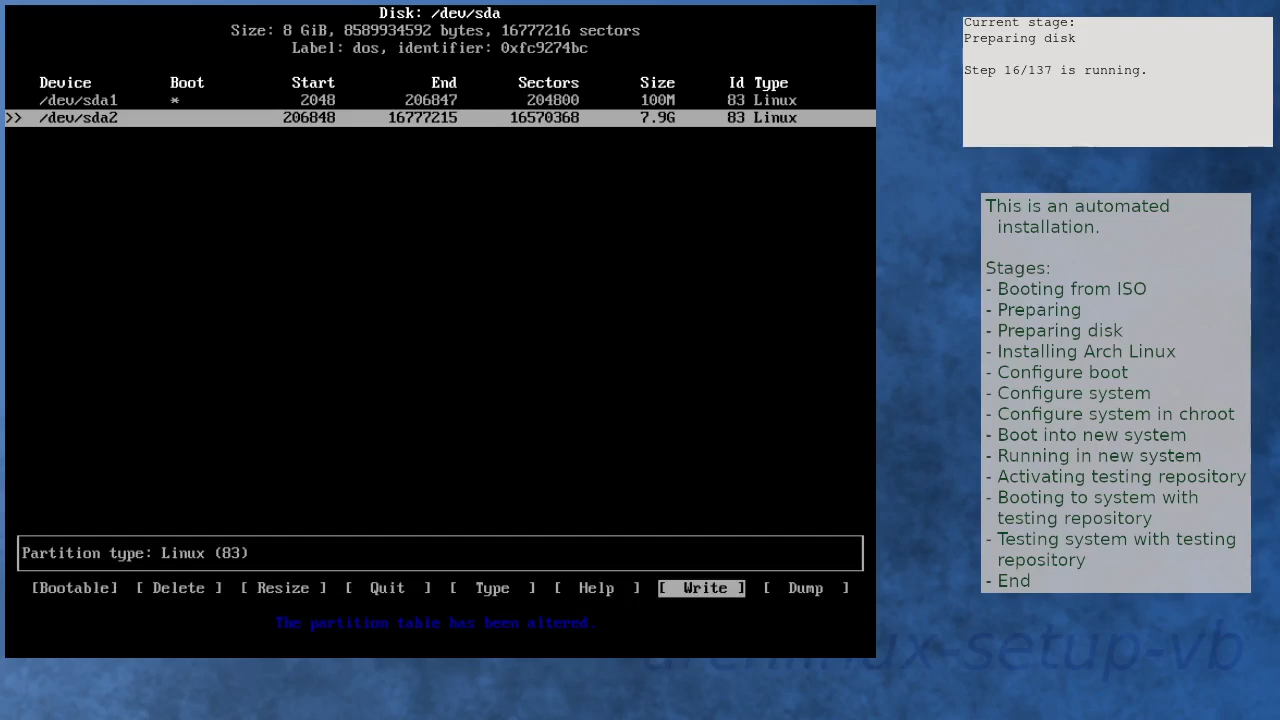 Disk: /dev/sda
Size: 8 GiB, 8589934592 bytes, 16777216 sectors
Label: dos, identifier: 0xfc9274bc
Device Boot Start End Sectors Size Id Type
/dev/sda1 * 2048 206847 204800 100M 83 Linux
>> /dev/sda2 206848 16777215 16570368 7.9G 83 Linux
Partition type: Linux (83)
[Bootable] [ Delete ] [ Resize ] [ Quit ] [ Type ] [ Help ] [ Write ] [ Dump ]
The partition table has been altered.
Current stage:
Preparing disk
Step 16/137 is running.
This is an automated
installation.
Stages:
- Booting from ISO
- Preparing
- Preparing disk
- Installing Arch Linux
- Configure boot
- Configure system
- Configure system in chroot
- Boot into new system
- Running in new system
- Activating testing repository
- Booting to system with
testing repository
- Testing system with testing
repository
- End
archlinux-setup-vb